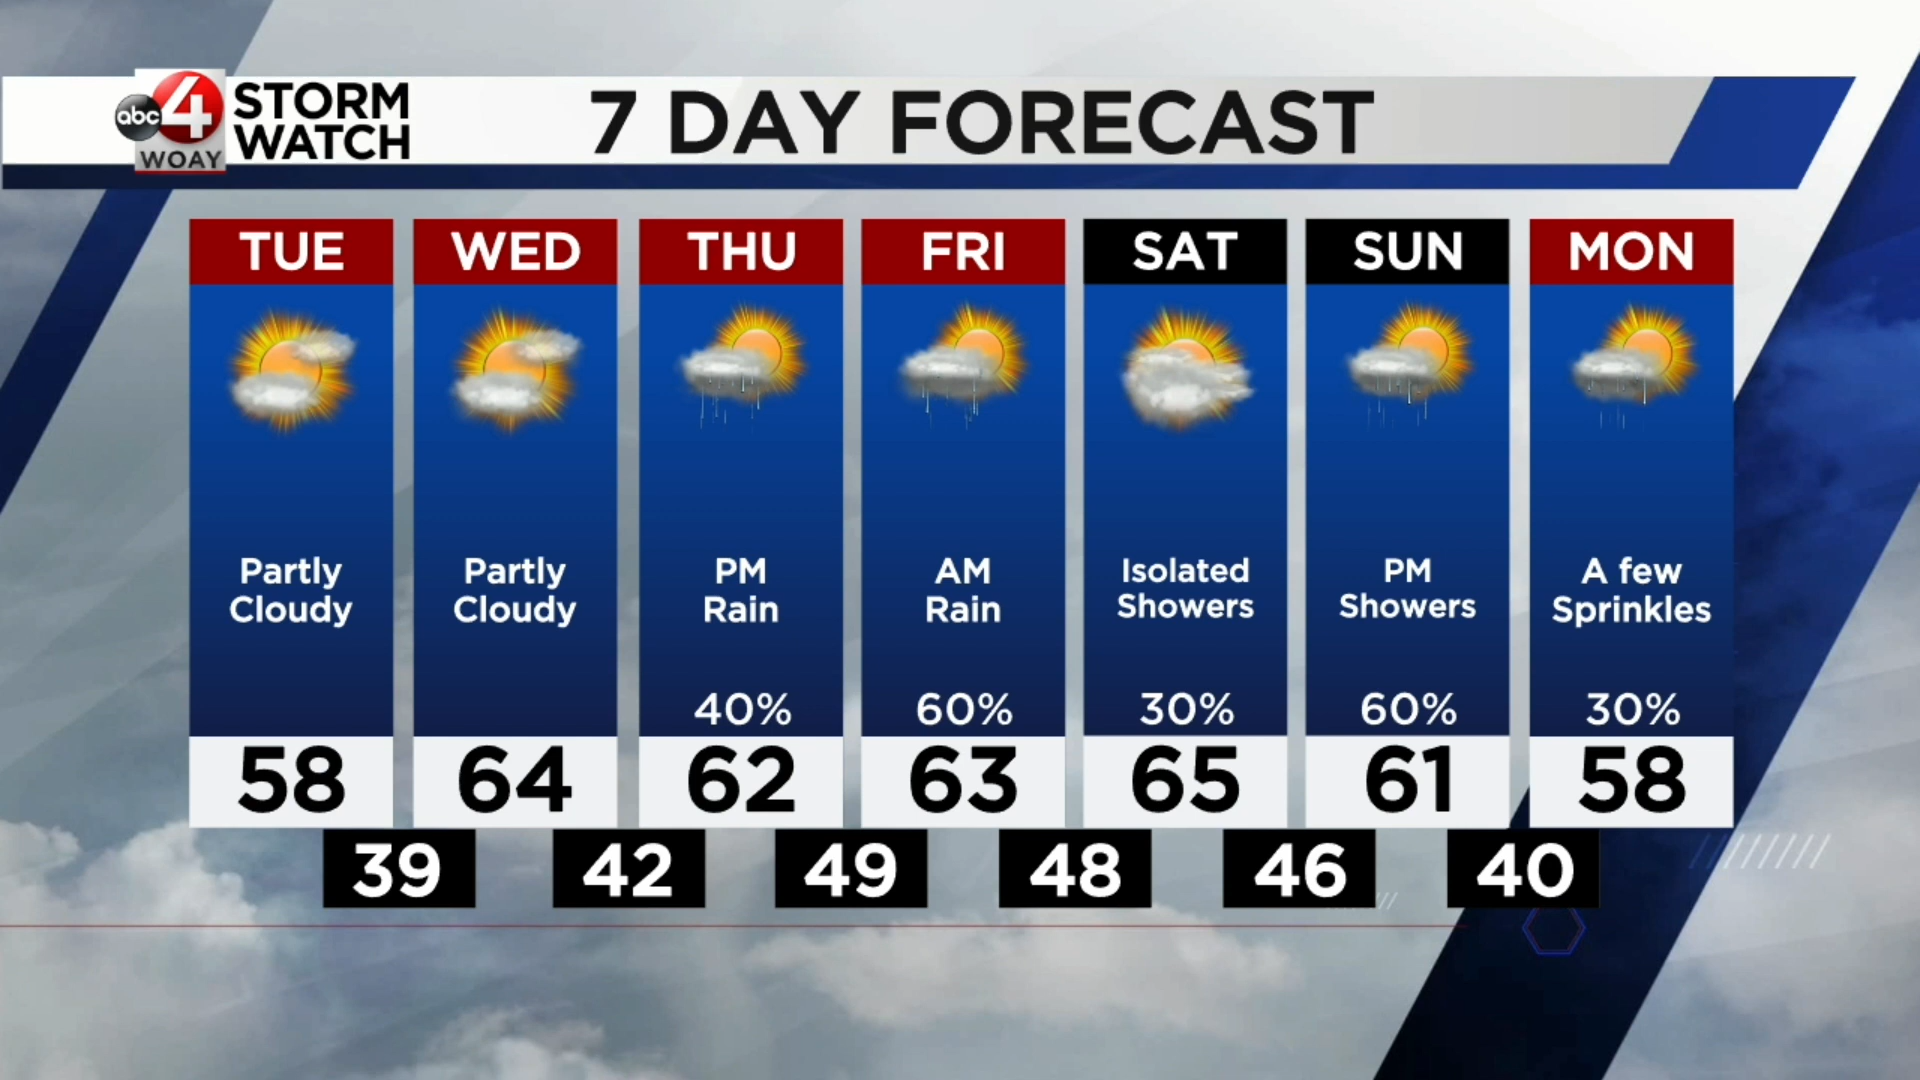 abc 4
WOAY
STORM
WATCH
7 DAY FORECAST
TUE
Partly
Cloudy
58
WED
Partly
Cloudy
64
THU
PM
Rain
40%
62
FRI
AM
Rain
60%
63
SAT
Isolated
Showers
30%
65
SUN
PM
Showers
60%
61
MON
A few
Sprinkles
30%
58
39
42
49
48
46
40